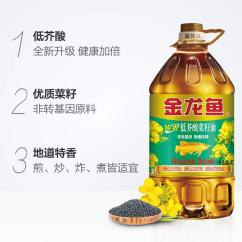 1 低芥酸
全新升级 健康加倍
2 优质菜籽
非转基因原料
3 地道特香
煎、炒、炸、煮皆适宜
金龙鱼
低芥酸菜籽油